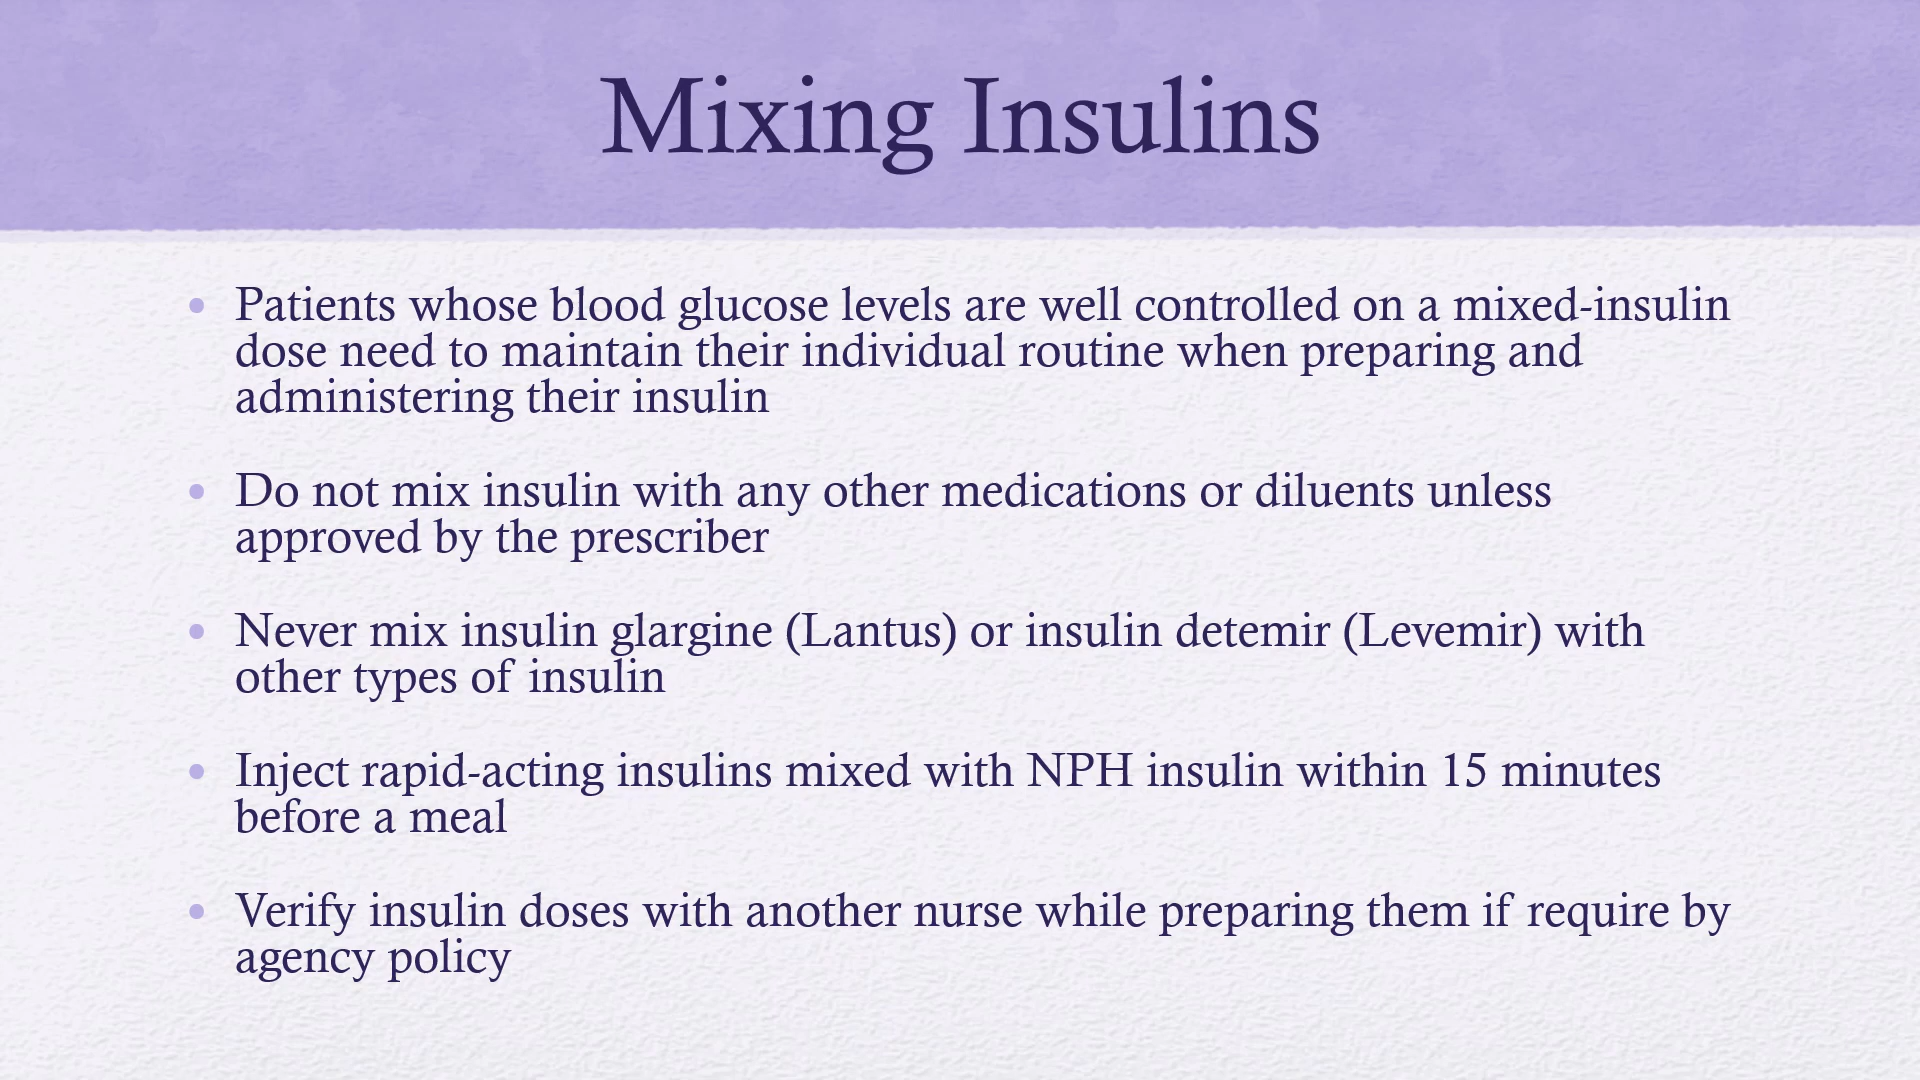 Mixing Insulins
• Patients whose blood glucose levels are well controlled on a mixed-insulin
dose need to maintain their individual routine when preparing and
administering their insulin
• Do not mix insulin with any other medications or diluents unless
approved by the prescriber
• Never mix insulin glargine (Lantus) or insulin detemir (Levemir) with
other types of insulin
• Inject rapid-acting insulins mixed with NPH insulin within 15 minutes
before a meal
• Verify insulin doses with another nurse while preparing them if require by
agency policy